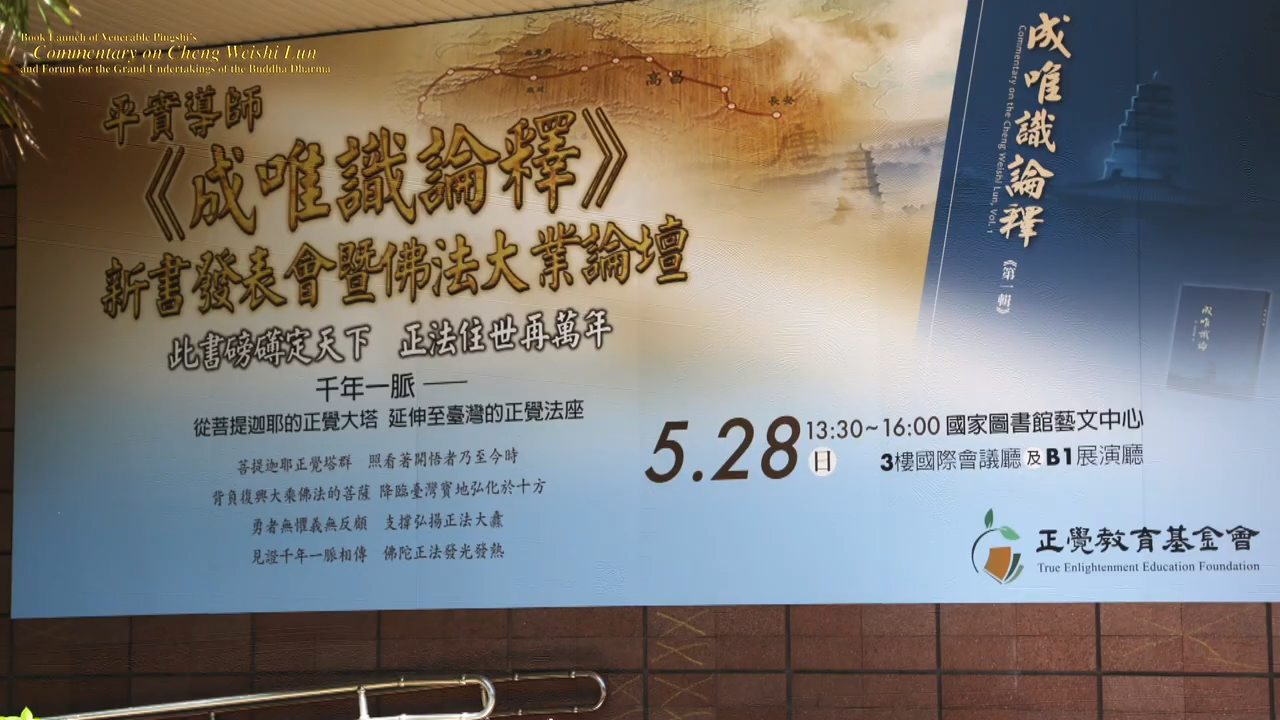 Book Launch of Venerable Pingshi's
Commentary on Cheng Weishi Lun
and Forum for the Grand Undertakings of the Buddha Dharma
平實導師
《成唯識論釋》
新書發表會暨佛法大業論壇
此書磅礴定天下 正法住世再萬年
千年一脈 ——
從菩提迦耶的正覺大塔 延伸至臺灣的正覺法座
菩提迦耶正覺塔群 照看著開悟者乃至今時
背負復興大乘佛法的菩薩 降臨臺灣寶地弘化於十方
勇者無懼義無反顧 支撐弘揚正法大纛
見證千年一脈相傳 佛陀正法發光發熱
高昌
長安
成唯識論釋
Commentary on the Cheng Weishi Lun, Vol. 1
《第一輯》
成唯識論
5.28 日 13:30~16:00 國家圖書館藝文中心
3樓國際會議廳及B1展演廳
正覺教育基金會
True Enlightenment Education Foundation